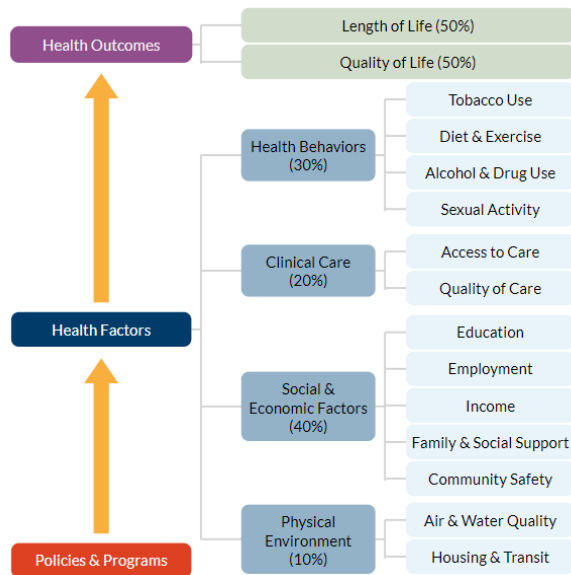 Health Outcomes
Length of Life (50%)
Quality of Life (50%)
Health Behaviors
(30%)
Tobacco Use
Diet & Exercise
Alcohol & Drug Use
Sexual Activity
Clinical Care
(20%)
Access to Care
Quality of Care
Health Factors
Social &
Economic Factors
(40%)
Education
Employment
Income
Family & Social Support
Community Safety
Physical
Environment
(10%)
Air & Water Quality
Housing & Transit
Policies & Programs